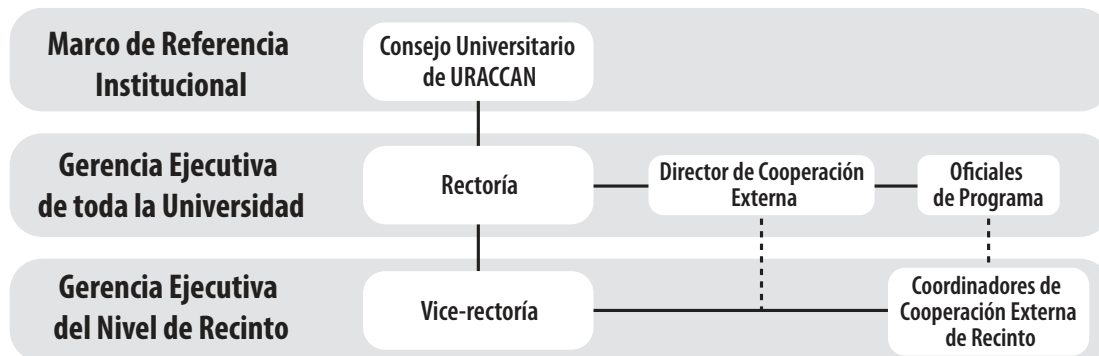 Marco de Referencia
Institucional
Consejo Universitario
de URACCAN
Gerencia Ejecutiva
de toda la Universidad
Rectoría
Director de Cooperación
Externa
Oficiales
de Programa
Gerencia Ejecutiva
del Nivel de Recinto
Vice-rectoría
Coordinadores de
Cooperación Externa
de Recinto